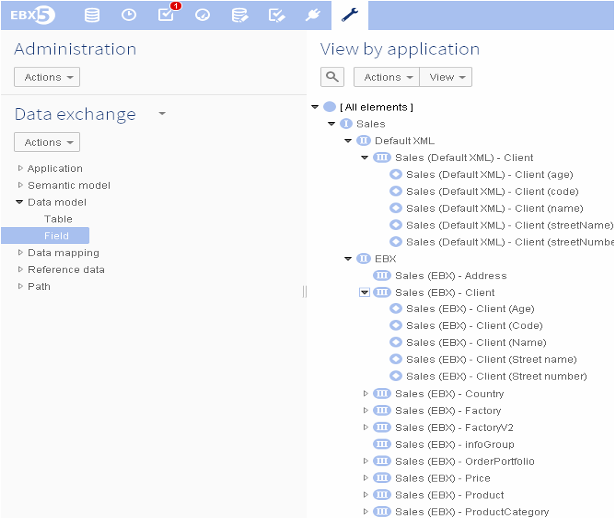 EBX5
1
Administration
Actions
Data exchange
Actions
Application
Semantic model
Data model
Table
Field
Data mapping
Reference data
Path
View by application
Actions
View
[ All elements ]
Sales
Default XML
Sales (Default XML) - Client
Sales (Default XML) - Client (age)
Sales (Default XML) - Client (code)
Sales (Default XML) - Client (name)
Sales (Default XML) - Client (streetName)
Sales (Default XML) - Client (streetNumbe
EBX
Sales (EBX) - Address
Sales (EBX) - Client
Sales (EBX) - Client (Age)
Sales (EBX) - Client (Code)
Sales (EBX) - Client (Name)
Sales (EBX) - Client (Street name)
Sales (EBX) - Client (Street number)
Sales (EBX) - Country
Sales (EBX) - Factory
Sales (EBX) - FactoryV2
Sales (EBX) - infoGroup
Sales (EBX) - OrderPortfolio
Sales (EBX) - Price
Sales (EBX) - Product
Sales (EBX) - ProductCategory